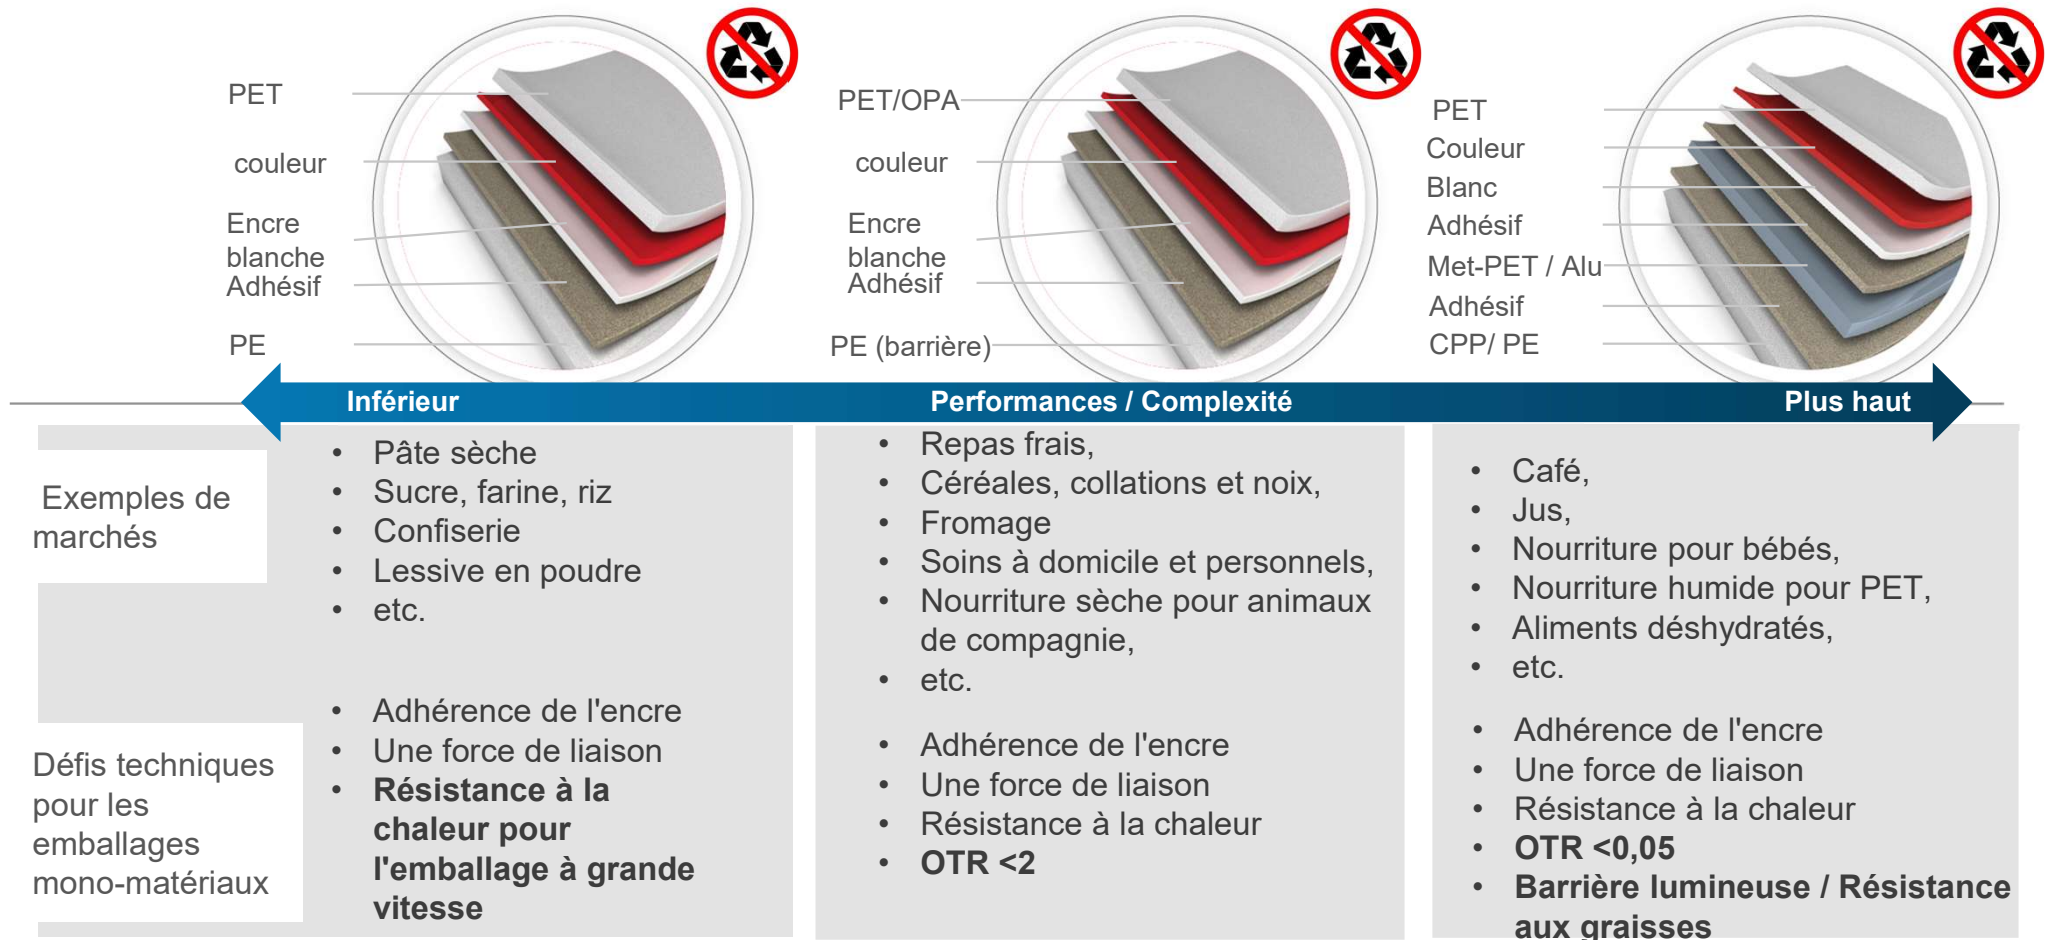 PET
couleur
Encre
blanche
Adhésif
PE
PET/OPA
couleur
Encre
blanche
Adhésif
PE (barrière)
PET
Couleur
Blanc
Adhésif
Met-PET / Alu
Adhésif
CPP/ PE
Inférieur
Performances / Complexité
Plus haut
Exemples de
marchés
• Pâte sèche
• Sucre, farine, riz
• Confiserie
• Lessive en poudre
• etc.
• Repas frais,
• Céréales, collations et noix,
• Fromage
• Soins à domicile et personnels,
• Nourriture sèche pour animaux
de compagnie,
• etc.
• Café,
• Jus,
• Nourriture pour bébés,
• Nourriture humide pour PET,
• Aliments déshydratés,
• etc.
Défis techniques
pour les
emballages
mono-matériaux
• Adhérence de l'encre
• Une force de liaison
• Résistance à la
chaleur pour
l'emballage à grande
vitesse
• Adhérence de l'encre
• Une force de liaison
• Résistance à la chaleur
• OTR <2
• Adhérence de l'encre
• Une force de liaison
• Résistance à la chaleur
• OTR <0,05
• Barrière lumineuse / Résistance
aux graisses